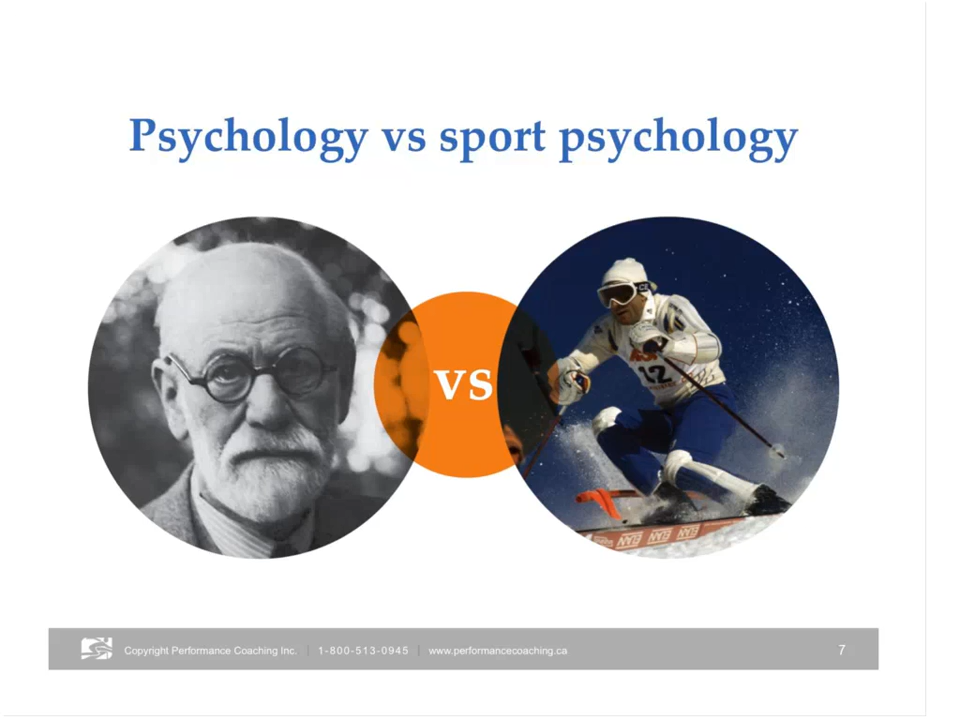 Psychology vs sport psychology
vs
12
Copyright Performance Coaching Inc. | 1-800-513-0945 | www.performancecoaching.ca
7